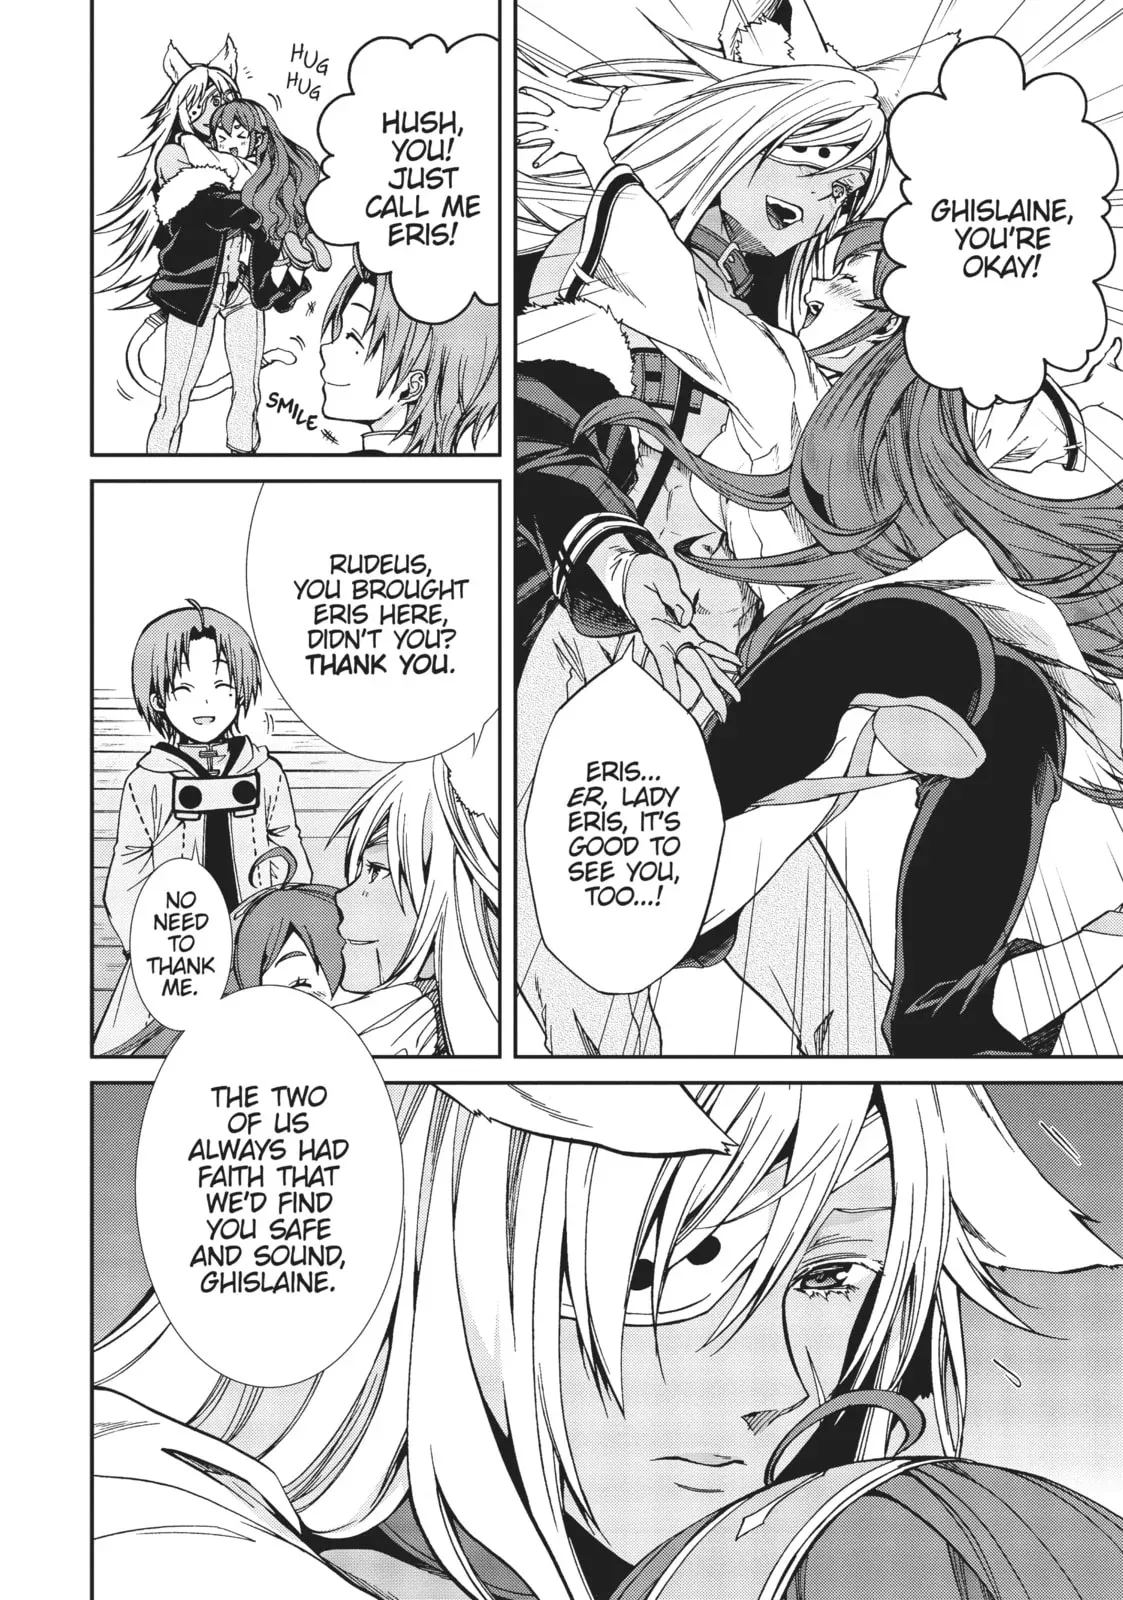 GHISLAINE,
YOU'RE
OKAY!
ERIS...
ER, LADY
ERIS, IT'S
GOOD TO
SEE YOU,
TOO...!
HUSH,
YOU!
JUST
CALL ME
ERIS!
HUG
HUG
SMILE
RUDEUS,
YOU BROUGHT
ERIS HERE,
DIDN'T YOU?
THANK YOU.
NO
NEED
TO
THANK
ME.
THE TWO
OF US
ALWAYS HAD
FAITH THAT
WE'D FIND
YOU SAFE
AND SOUND,
GHISLAINE.